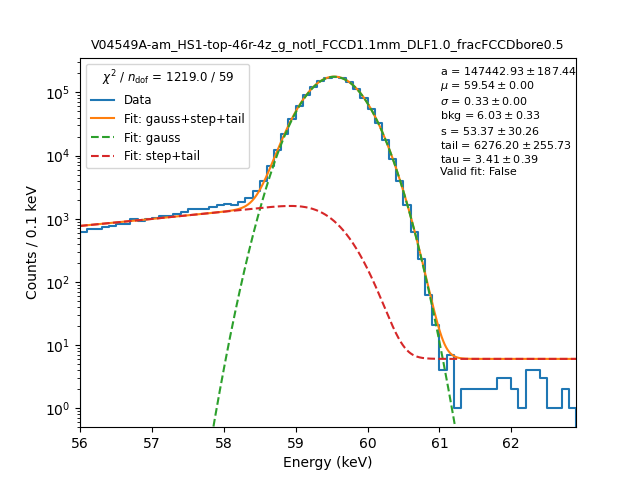 V04549A-am_HS1-top-46r-4z_g_notl_FCCD1.1mm_DLF1.0_fracFCCDbore0.5
χ² / n_dof = 1219.0 / 59
Data
Fit: gauss+step+tail
Fit: gauss
Fit: step+tail
a = 147442.93 ± 187.44
μ = 59.54 ± 0.00
σ = 0.33 ± 0.00
bkg = 6.03 ± 0.33
s = 53.37 ± 30.26
tail = 6276.20 ± 255.73
tau = 3.41 ± 0.39
Valid fit: False
Counts / 0.1 keV
10⁵
10⁴
10³
10²
10¹
10⁰
56 57 58 59 60 61 62
Energy (keV)